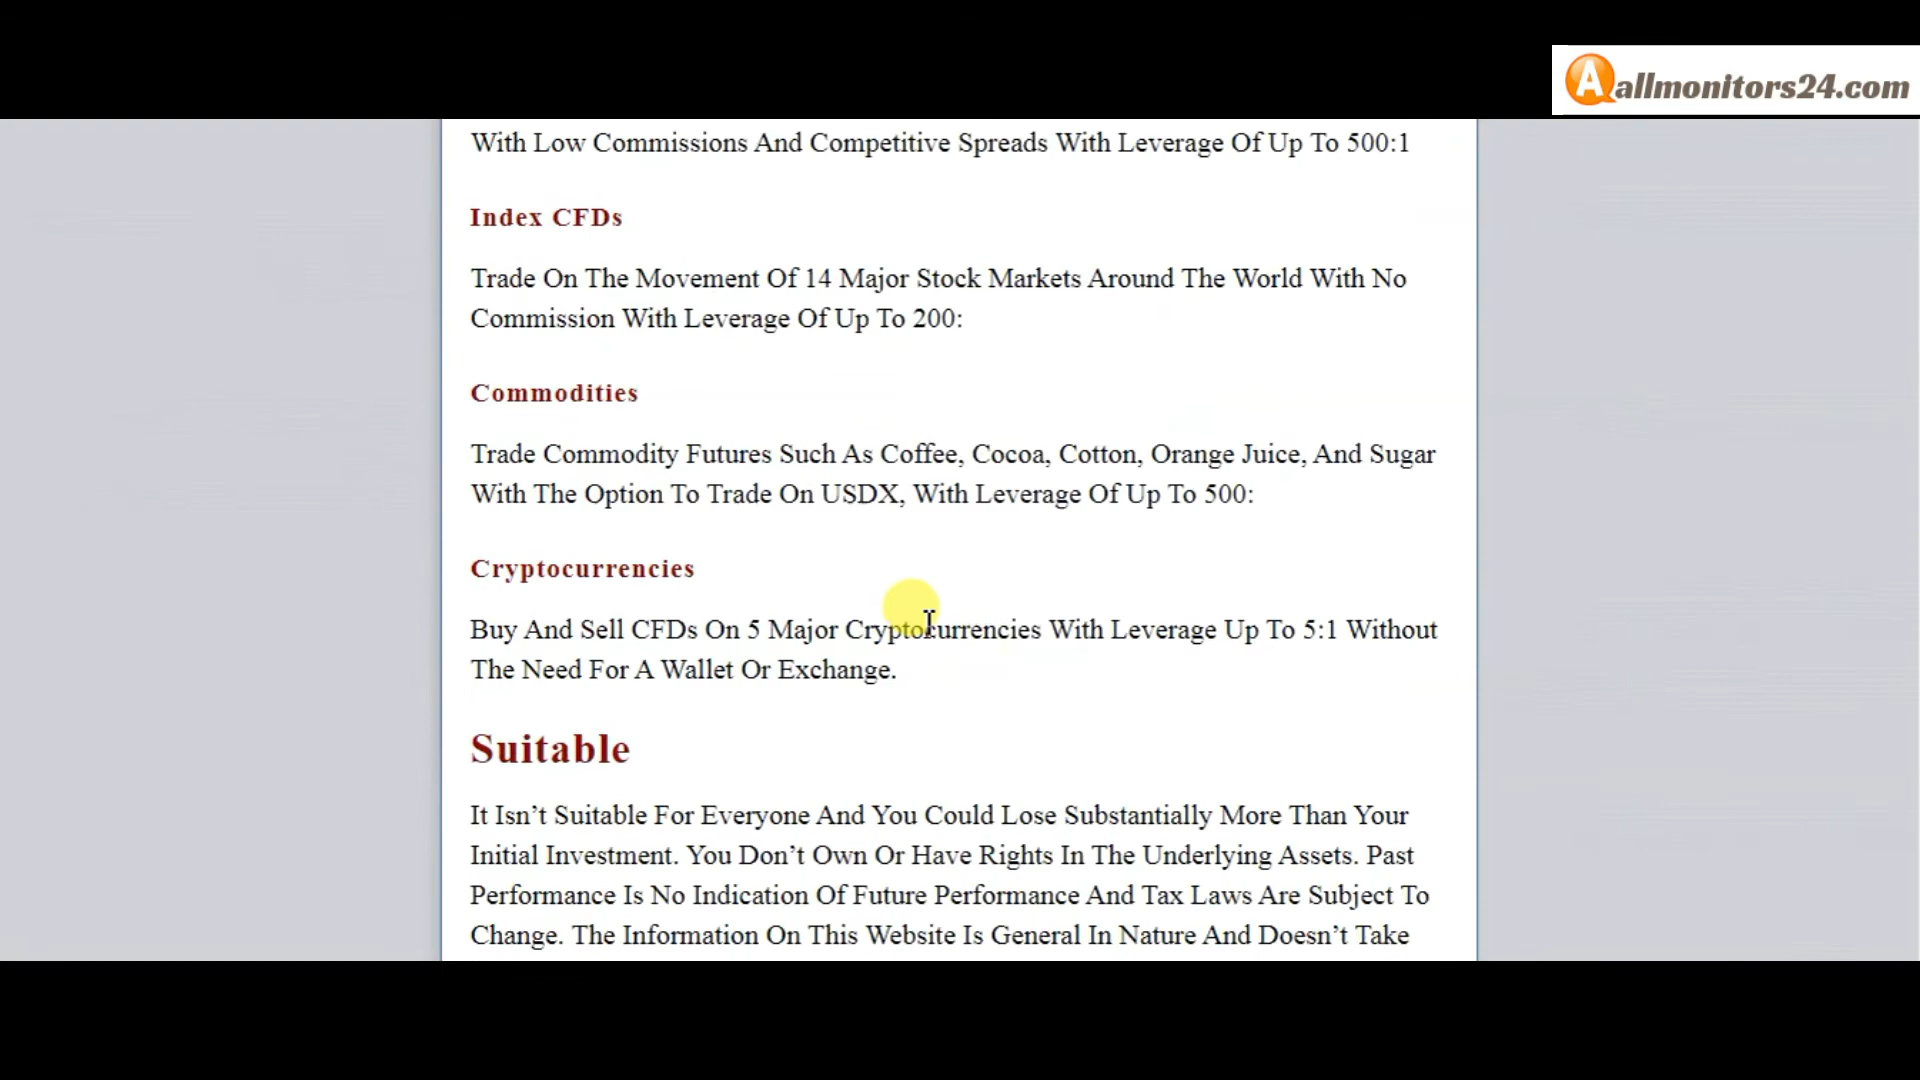 allmonitors24.com
With Low Commissions And Competitive Spreads With Leverage Of Up To 500:1
Index CFDs
Trade On The Movement Of 14 Major Stock Markets Around The World With No
Commission With Leverage Of Up To 200:
Commodities
Trade Commodity Futures Such As Coffee, Cocoa, Cotton, Orange Juice, And Sugar
With The Option To Trade On USDX, With Leverage Of Up To 500:
Cryptocurrencies
Buy And Sell CFDs On 5 Major Cryptocurrencies With Leverage Up To 5:1 Without
The Need For A Wallet Or Exchange.
Suitable
It Isn’t Suitable For Everyone And You Could Lose Substantially More Than Your
Initial Investment. You Don’t Own Or Have Rights In The Underlying Assets. Past
Performance Is No Indication Of Future Performance And Tax Laws Are Subject To
Change. The Information On This Website Is General In Nature And Doesn’t Take